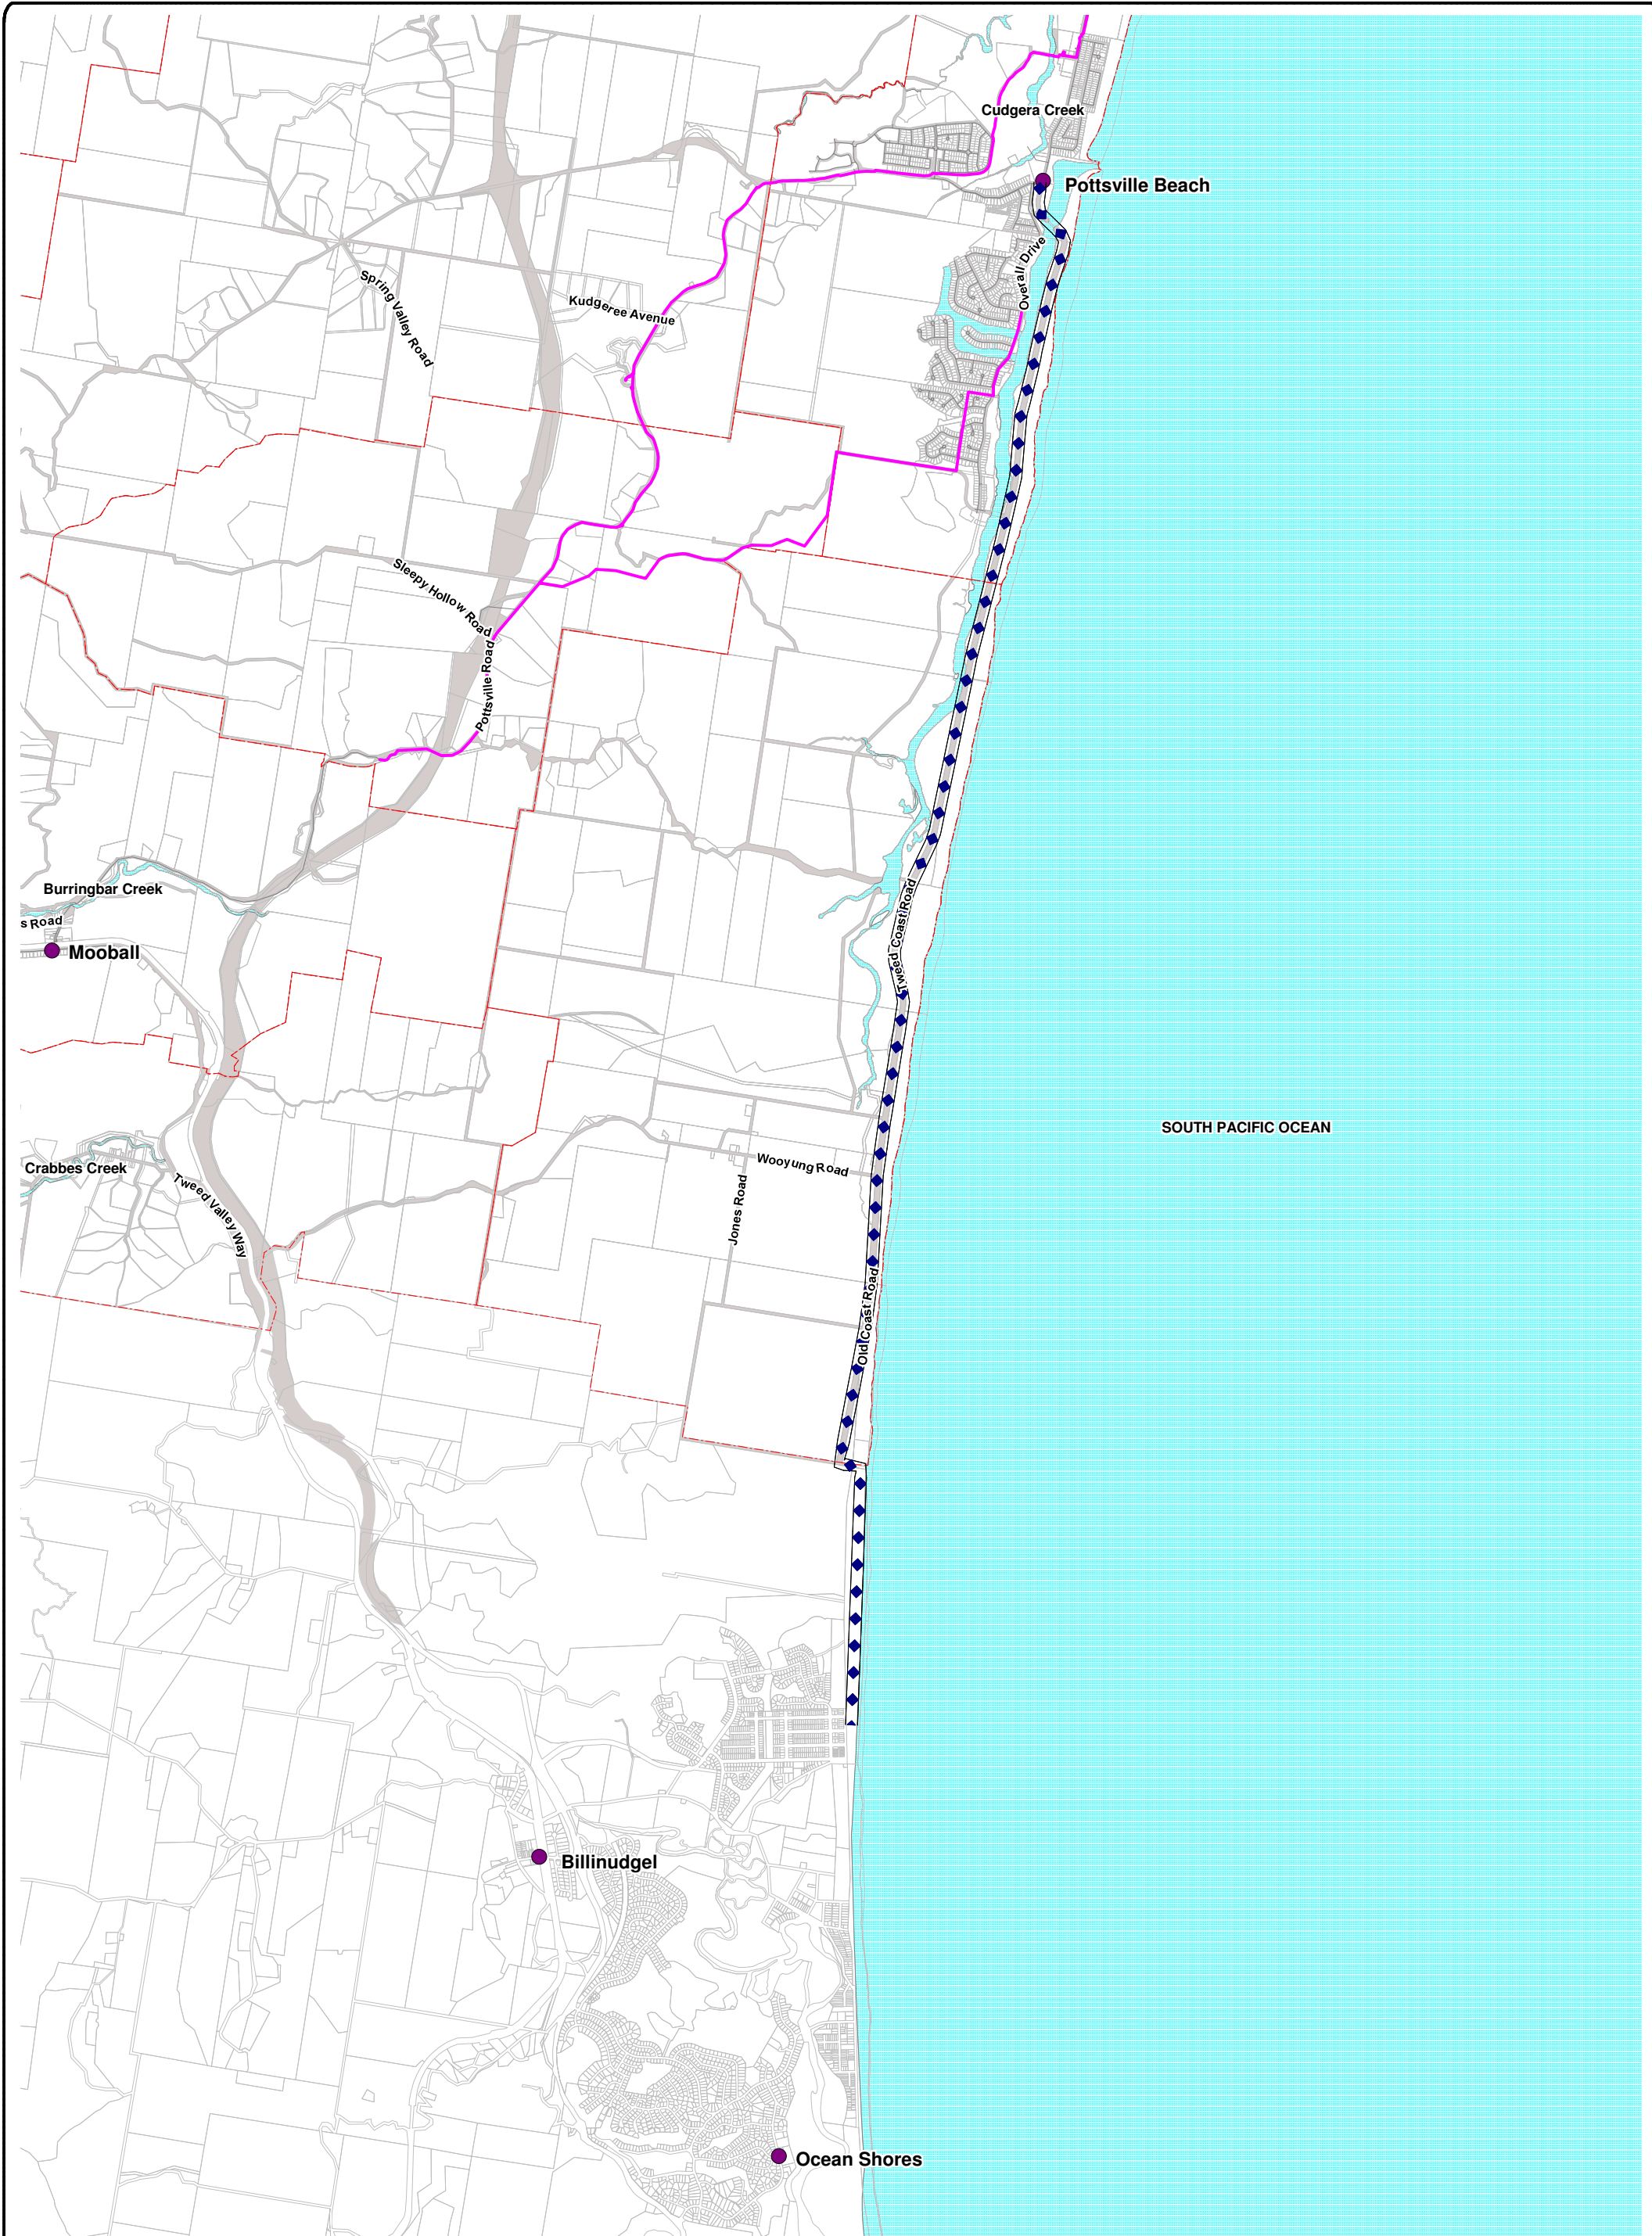 Cudgera Creek
Pottsville Beach
Overall Drive
Spring Valley Road
Kudgeree Avenue
Sleepy Hollow Road
Pottsville Road
Burringbar Creek
s Road
Mooball
Tweed Coast Road
SOUTH PACIFIC OCEAN
Crabbes Creek
Wooyung Road
Tweed Valley Way
Jones Road
Old Coast Road
Billinudgel
Ocean Shores